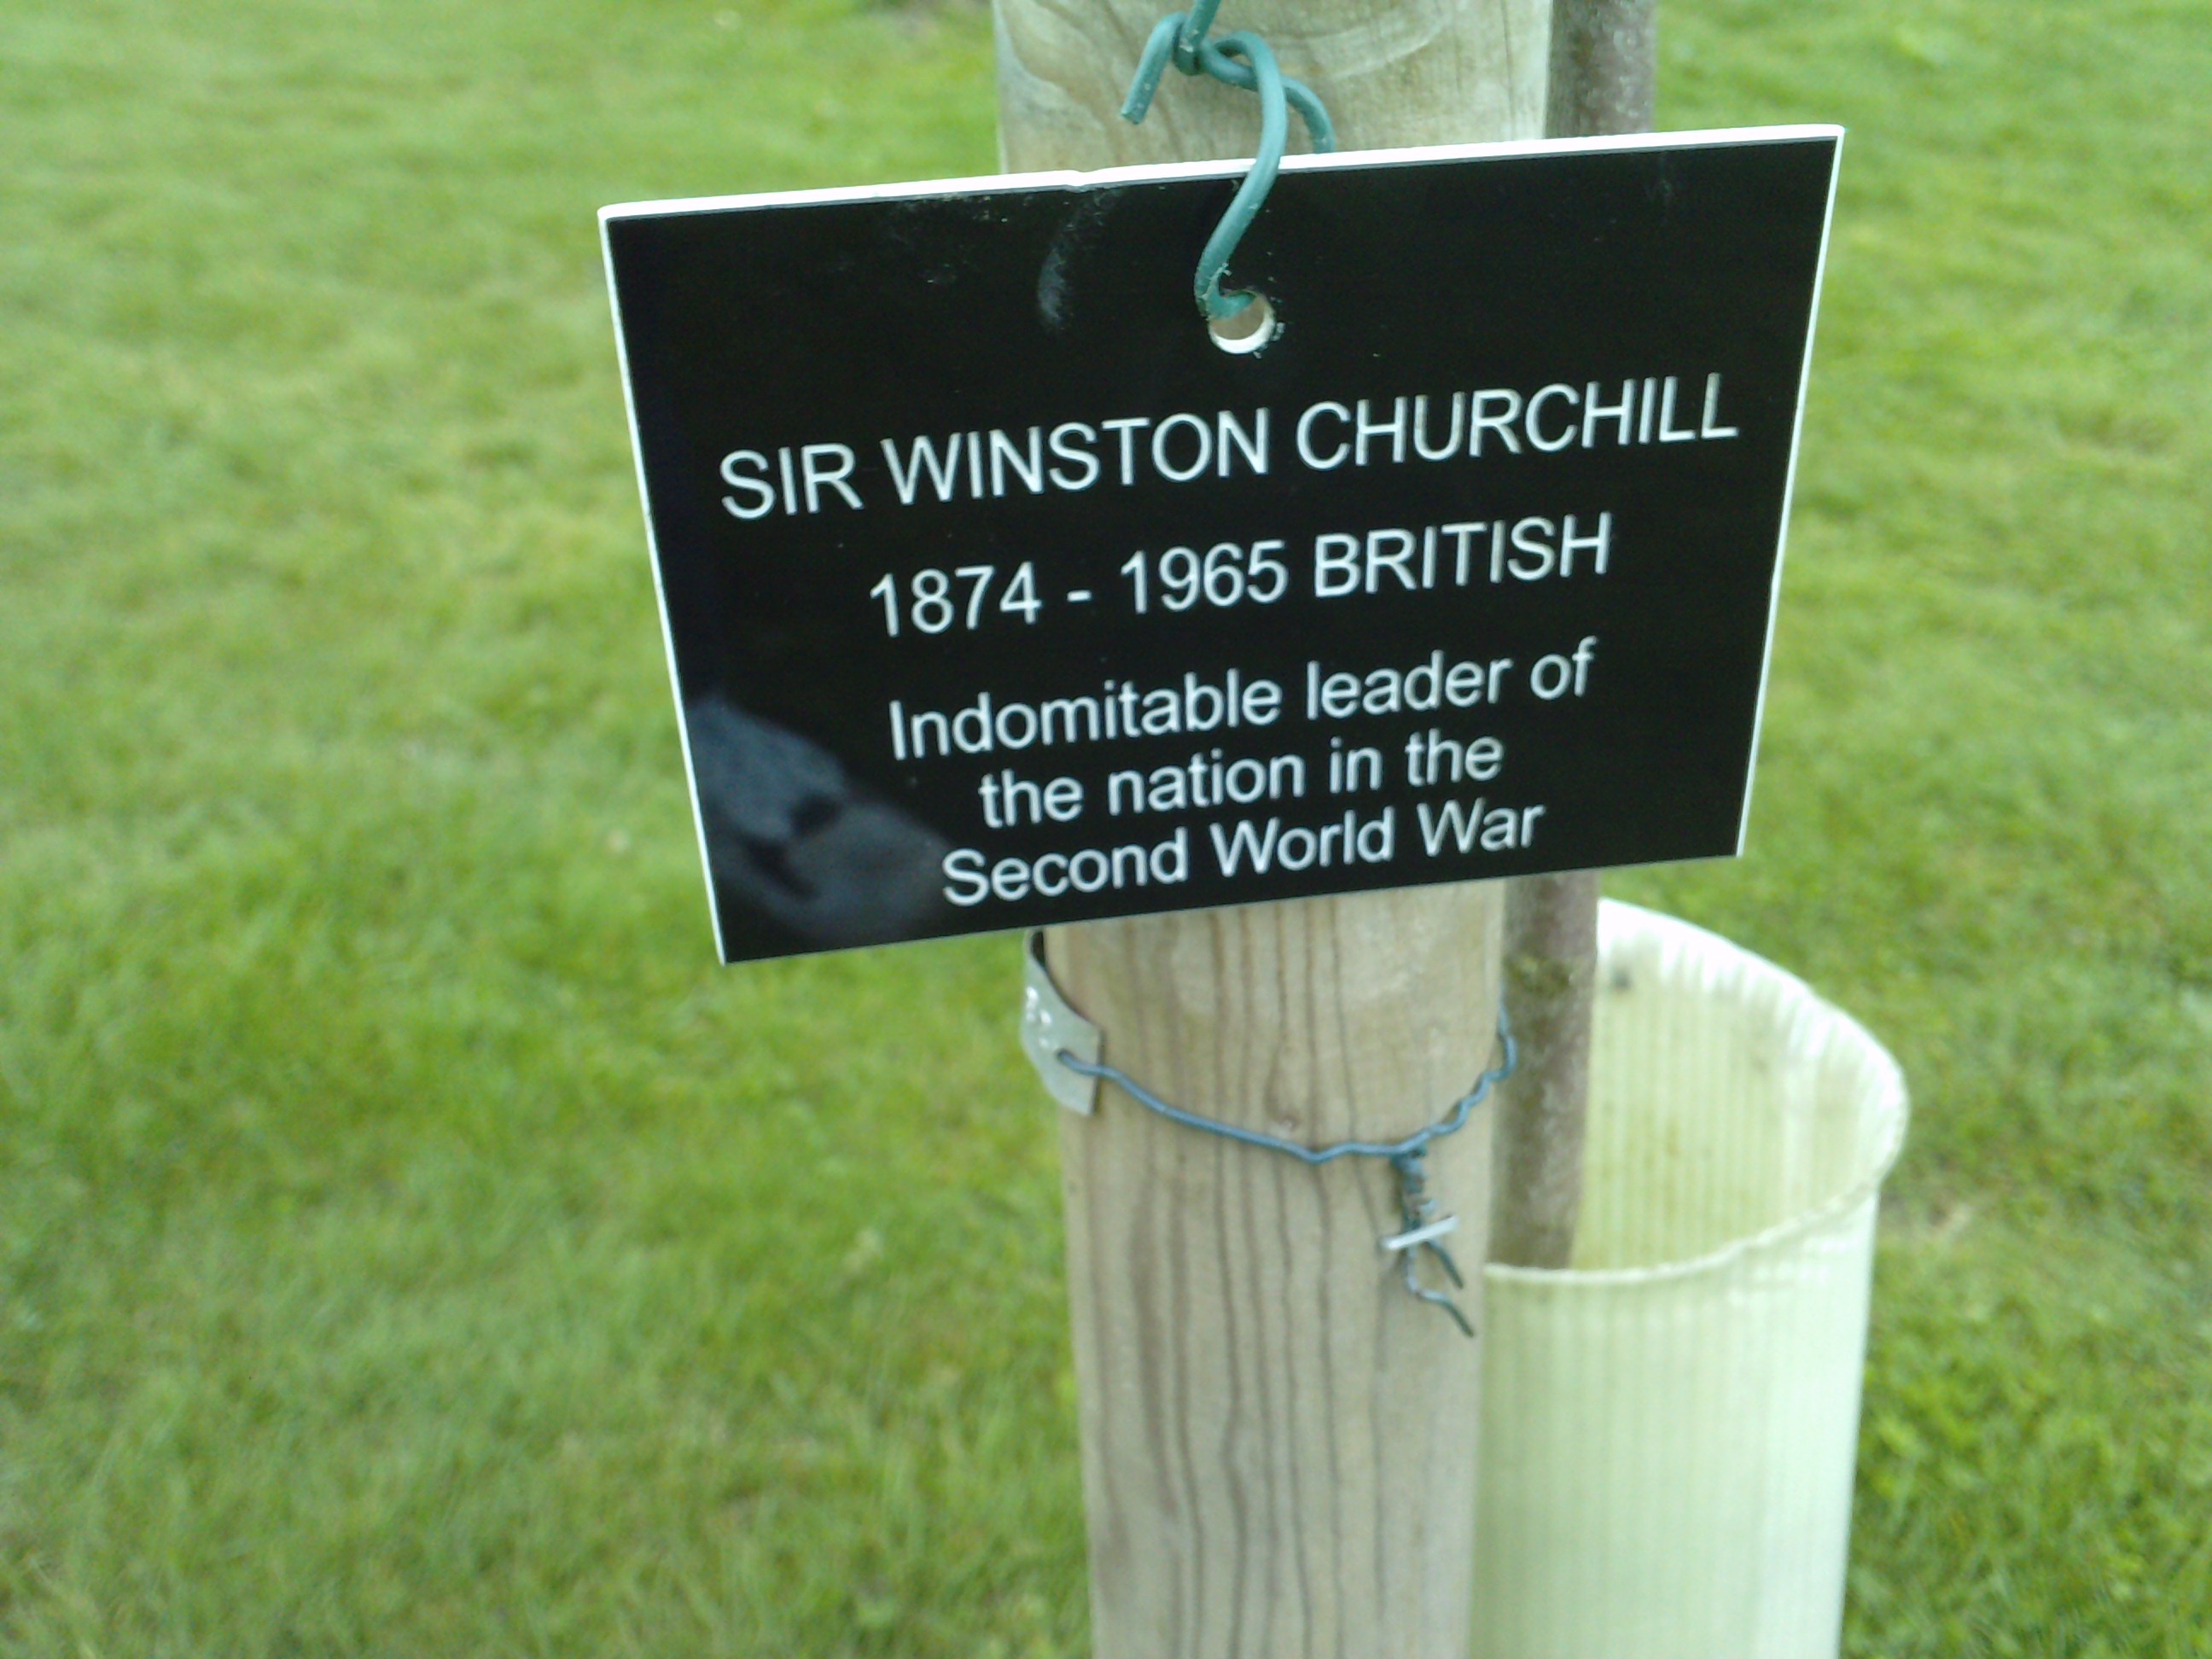 SIR WINSTON CHURCHILL
1874 - 1965 BRITISH
Indomitable leader of
the nation in the
Second World War